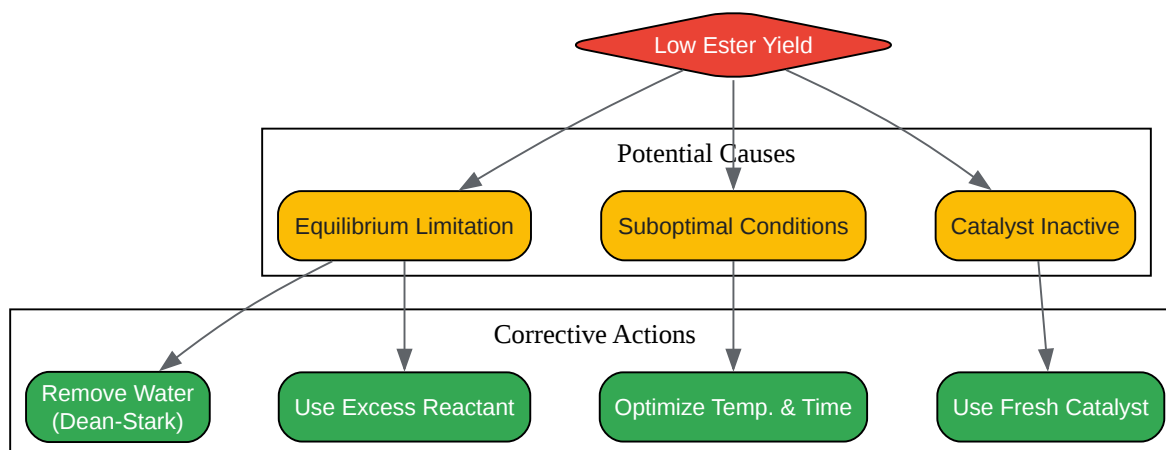 Low Ester Yield
Potential Causes
Equilibrium Limitation
Suboptimal Conditions
Catalyst Inactive
Corrective Actions
Remove Water
(Dean-Stark)
Use Excess Reactant
Optimize Temp. & Time
Use Fresh Catalyst